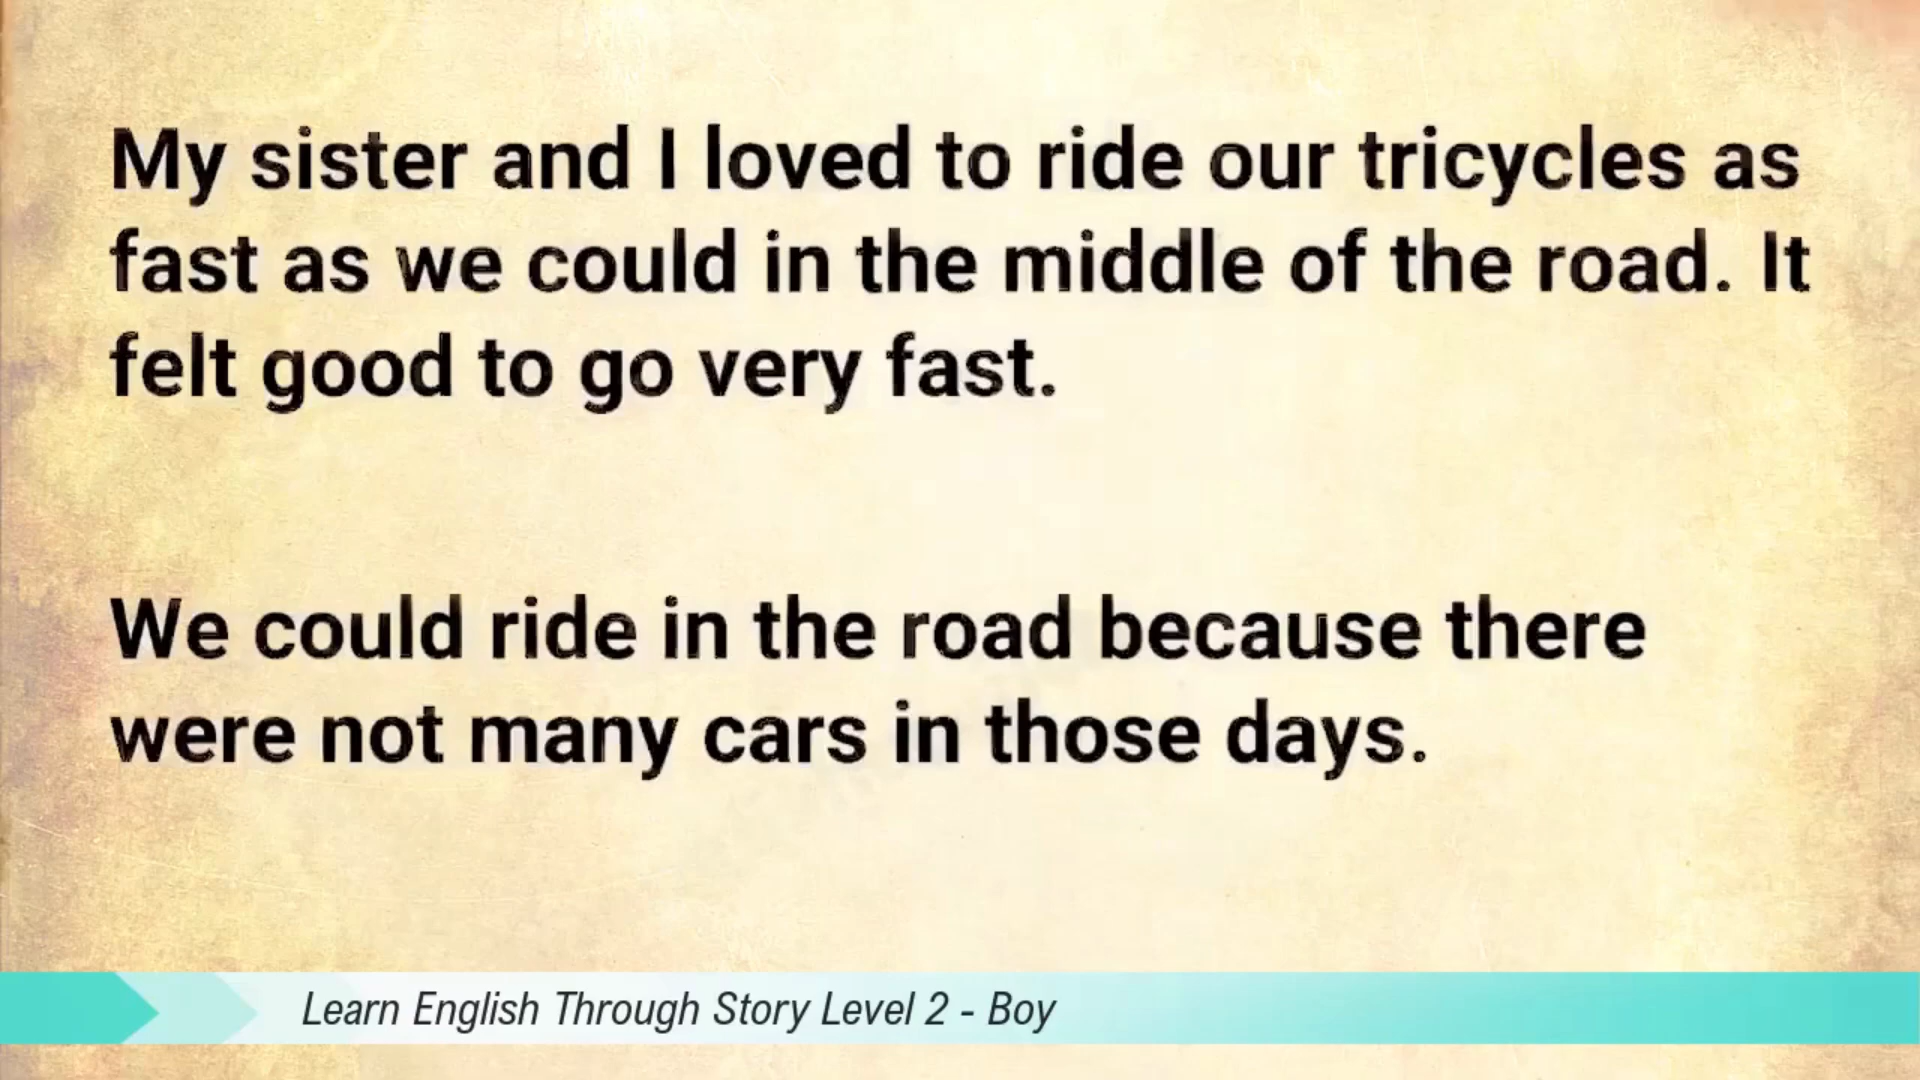 My sister and I loved to ride our tricycles as
fast as we could in the middle of the road. It
felt good to go very fast.
We could ride in the road because there
were not many cars in those days.
Learn English Through Story Level 2 - Boy